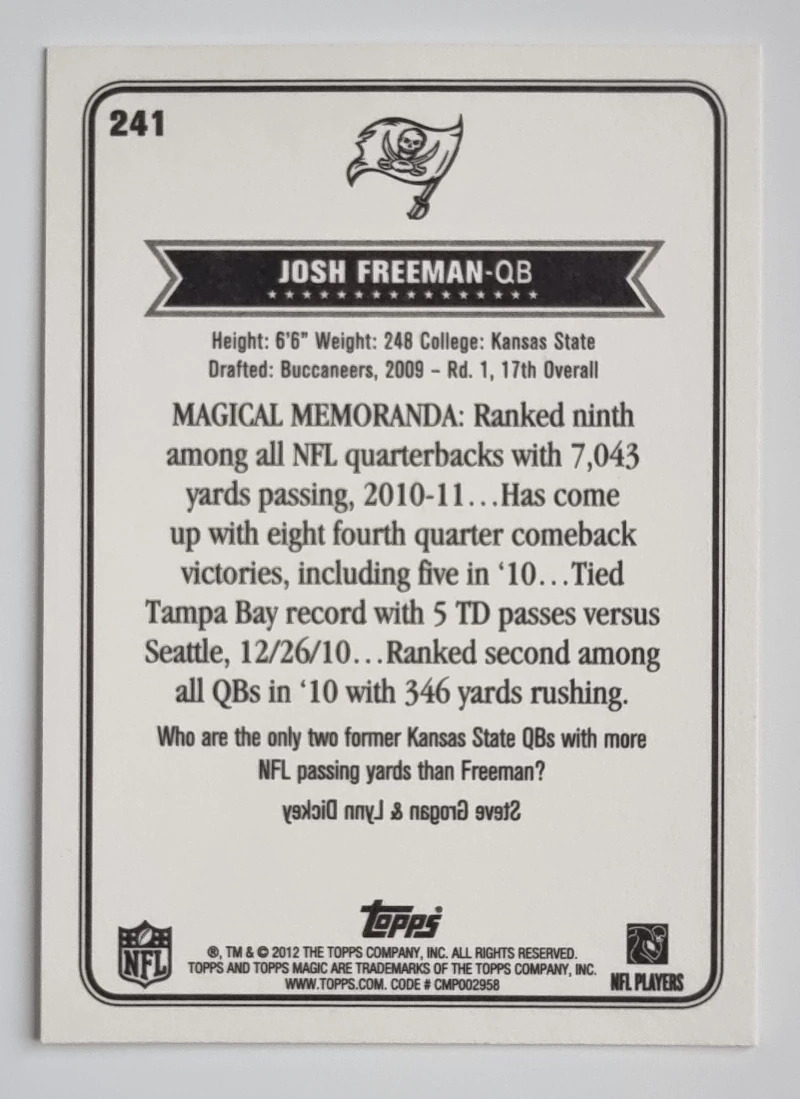 241
JOSH FREEMAN-QB
Height: 6'6" Weight: 248 College: Kansas State
Drafted: Buccaneers, 2009 – Rd. 1, 17th Overall
MAGICAL MEMORANDA: Ranked ninth
among all NFL quarterbacks with 7,043
yards passing, 2010-11…Has come
up with eight fourth quarter comeback
victories, including five in ‘10…Tied
Tampa Bay record with 5 TD passes versus
Seattle, 12/26/10…Ranked second among
all QBs in ‘10 with 346 yards rushing.
Who are the only two former Kansas State QBs with more
NFL passing yards than Freeman?
Steve Grogan & Lynn Dickey
Topps®
®, TM & © 2012 THE TOPPS COMPANY, INC. ALL RIGHTS RESERVED.
TOPPS AND TOPPS MAGIC ARE TRADEMARKS OF THE TOPPS COMPANY, INC.
WWW.TOPPS.COM. CODE # CMP002958
NFL
NFL PLAYERS